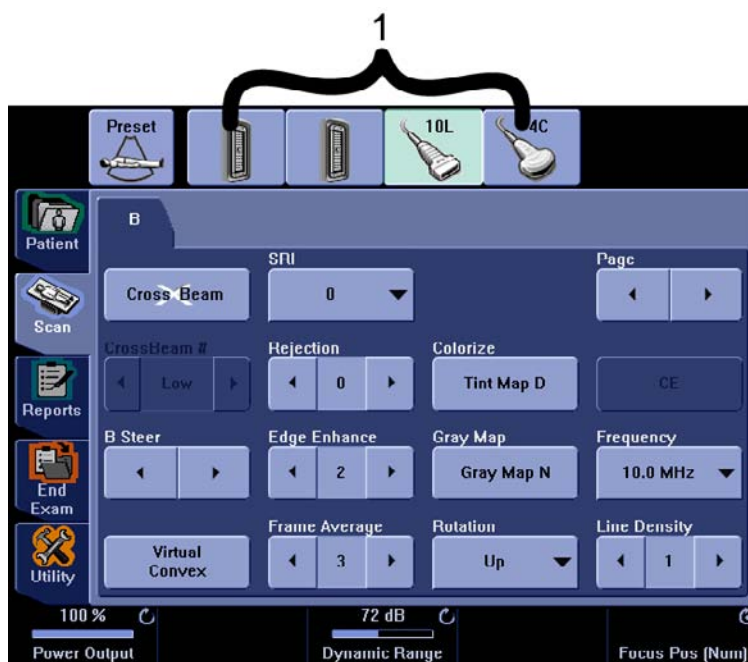 1
Preset
10L
4C
Patient
B
Scan
SRI
Page
Cross Beam
0
CrossBeam #
Rejection
Colorize
Low
0
Tint Map D
CE
Reports
B Steer
Edge Enhance
Gray Map
Frequency
2
Gray Map N
10.0 MHz
End
Exam
Frame Average
Rotation
Line Density
Virtual
Convex
3
Up
1
Utility
100 %
72 dB
Power Output
Dynamic Range
Focus Pos (Num)